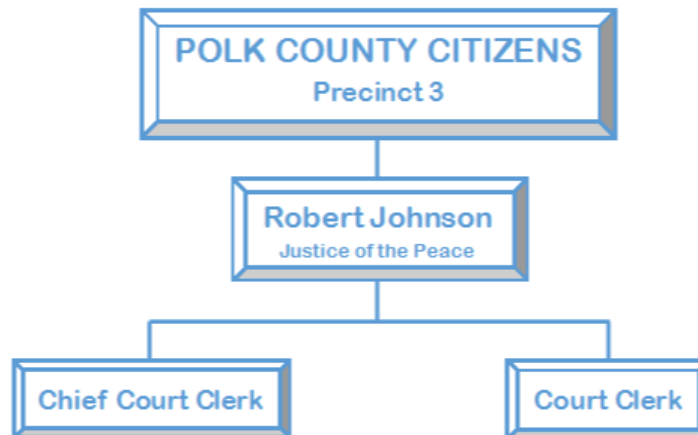 POLK COUNTY CITIZENS
Precinct 3
Robert Johnson
Justice of the Peace
Chief Court Clerk
Court Clerk